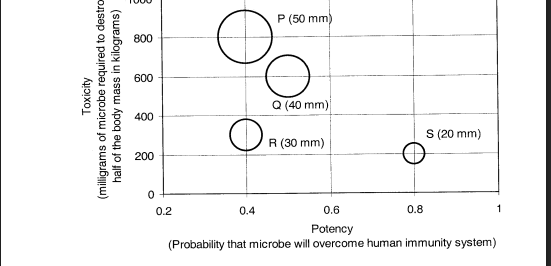 1000
P (50 mm)
800
600
Q (40 mm)
400
R (30 mm)
S (20 mm)
200
0
0.2 0.4 0.6 0.8 1
Toxicity
(milligrams of microbe required to destro
half of the body mass in kilograms)
Potency
(Probability that microbe will overcome human immunity system)